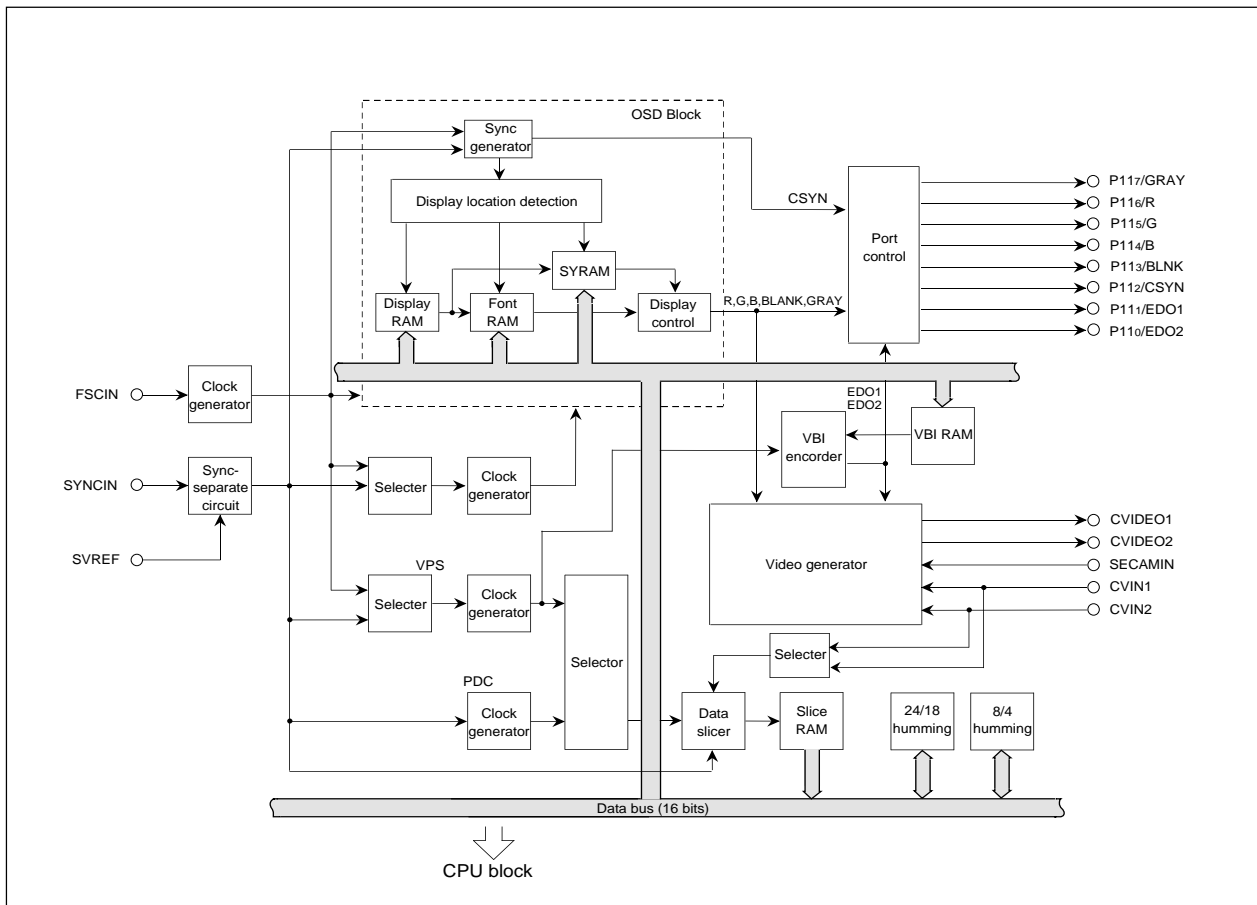 OSD Block
Sync
generator
P117/GRAY
CSYN
P116/R
Display location detection
P115/G
Port
control
P114/B
SYRAM
P113/BLNK
P112/CSYN
Display
RAM
Font
RAM
Display
control
R,G,B,BLANK,GRAY
P111/EDO1
P110/EDO2
FSCIN
Clock
generator
EDO1
EDO2
VBI
encorder
VBI RAM
SYNCIN
Sync-
separate
circuit
Selecter
Clock
generator
CVIDEO1
CVIDEO2
SVREF
VPS
Video generator
SECAMIN
Selecter
Clock
generator
CVIN1
CVIN2
Selecter
Selector
PDC
Clock
generator
Data
slicer
Slice
RAM
24/18
humming
8/4
humming
Data bus (16 bits)
CPU block